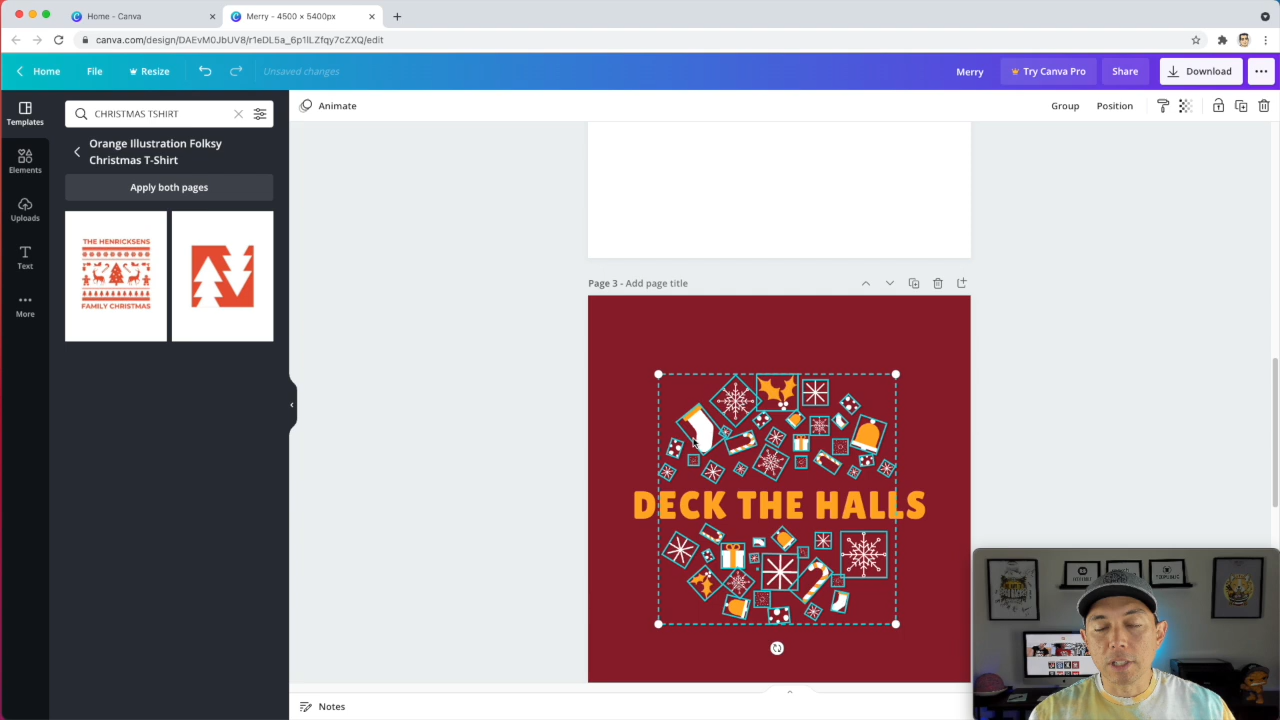 Home - Canva
Merry - 4500 × 5400px
canva.com/design/DAEvM0JbUV8/r1eDL5a_6p1lLZfqy7cZXQ/edit
Home
File
Resize
Unsaved changes
Merry
Try Canva Pro
Share
Download
Templates
Elements
Uploads
Text
More
CHRISTMAS TSHIRT
Orange Illustration Folksy
Christmas T-Shirt
Apply both pages
THE HENRICKSENS
FAMILY CHRISTMAS
Animate
Group
Position
Page 3 - Add page title
DECK THE HALLS
Notes